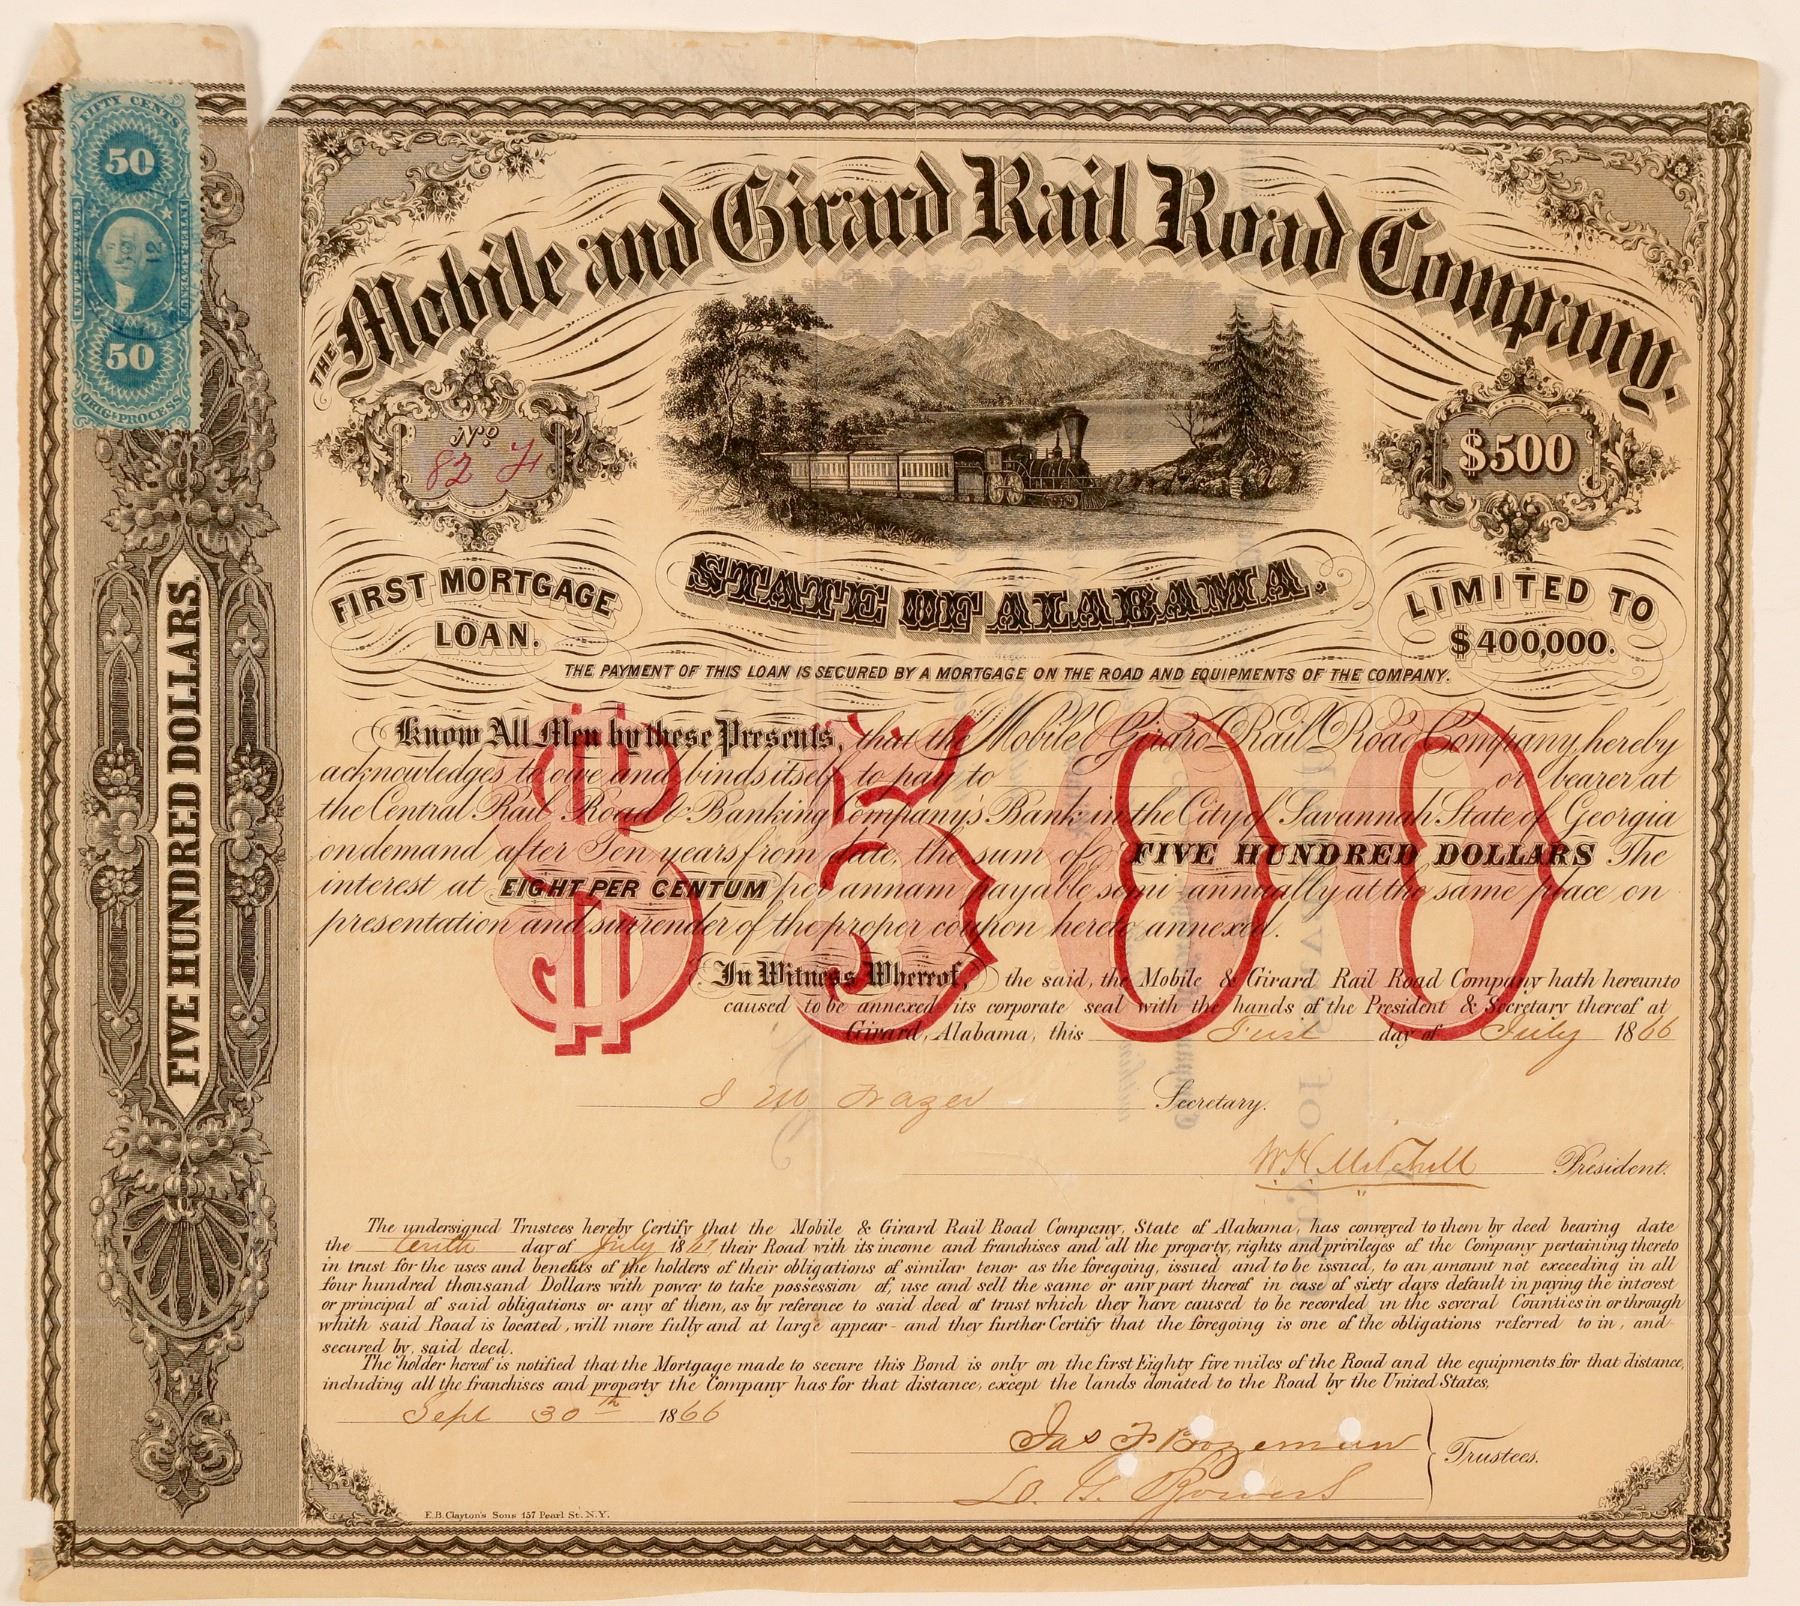 FIFTY CENTS
50
UNITED STATES
INTER. REVENUE
50
ORIG. PROCESS
FIVE HUNDRED DOLLARS.
THE Mobile and Girard Rail Road Company.
No
82
$500
FIRST MORTGAGE
LOAN.
STATE OF ALABAMA.
LIMITED TO
$400,000.
THE PAYMENT OF THIS LOAN IS SECURED BY A MORTGAGE ON THE ROAD AND EQUIPMENTS OF THE COMPANY.
$500
Know All Men by these Presents, that the Mobile & Girard Rail Road Company, hereby
acknowledges to owe and binds itself to pay to or bearer at
the Central Rail Road & Banking Company's Bank in the City of Savannah State of Georgia
on demand after Ten years from date, the sum of FIVE HUNDRED DOLLARS The
interest at EIGHT PER CENTUM per annam payable semi-annually at the same place on
presentation and surrender of the proper coupon hereto annexed.
In Witness Whereof, the said, the Mobile & Girard Rail Road Company hath hereunto
caused to be annexed its corporate seal with the hands of the President & Secretary thereof at
Girard, Alabama, this First day of July 1866
J M Frazer Secretary.
W H Mitchell President.
The undersigned Trustees hereby Certify that the Mobile & Girard Rail Road Company, State of Alabama, has conveyed to them by deed bearing date
the tenth day of July 1861 their Road with its income and franchises and all the property, rights and privileges of the Company pertaining thereto
in trust for the uses and benefits of the holders of their obligations of similar tenor as the foregoing, issued and to be issued, to an amount not exceeding in all
four hundred thousand Dollars with power to take possession of, use and sell the same or any part thereof in case of sixty days default in paying the interest
or principal of said obligations or any of them, as by reference to said deed of trust which they have caused to be recorded in the several Counties in or through
which said Road is located, will more fully and at large appear - and they further Certify that the foregoing is one of the obligations referred to in, and
secured by, said deed.
The holder hereof is notified that the Mortgage made to secure this Bond is only on the first Eighty five miles of the Road and the equipments for that distance,
including all the franchises and property the Company has for that distance, except the lands donated to the Road by the United States,
Sept 30th 1866
Jas F Bozeman
Trustees.
Bowers
E.B. Clayton's Sons 157 Pearl St. N.Y.